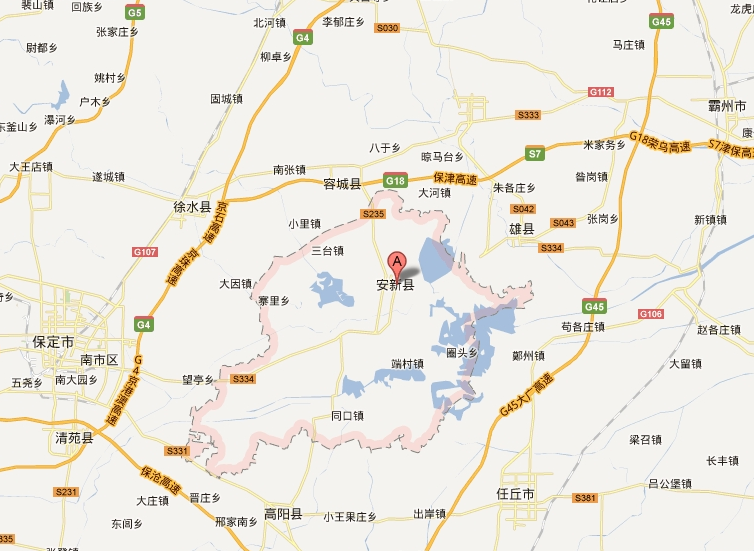 裴山镇
回族乡
G5
张家庄乡
北河镇
李郁庄乡
S030
G45
龙虎
马庄镇
尉都乡
G4
柳卓乡
姚村乡
户木乡
瀑河乡
东釜山乡
固城镇
G112
霸州市
S333
大王店镇
遂城镇
八于乡
晾马台乡
S7
米家务乡
G18荣乌高速
S7津保高
南张镇
容城县
G18
保津高速
大河镇
朱各庄乡
昝岗镇
徐水县
京石高速
S235
小里镇
S042
S043
张岗乡
新镇镇
雄县
S334
G107
京珠高速
三台镇
A
安新县
大因镇
寨里乡
G4
G45
G106
苟各庄镇
赵各庄镇
保定市
南市区
圈头乡
鄚州镇
端村镇
大留镇
G4京港澳高速
五尧乡
南大园乡
望亭乡
S334
G45大广高速
同口镇
清苑县
S331
梁召镇
保沧高速
长丰镇
S231
吕公堡镇
任丘市
S381
大庄镇
晋庄乡
东闾乡
邢家南乡
高阳县
小王果庄乡
出岸镇